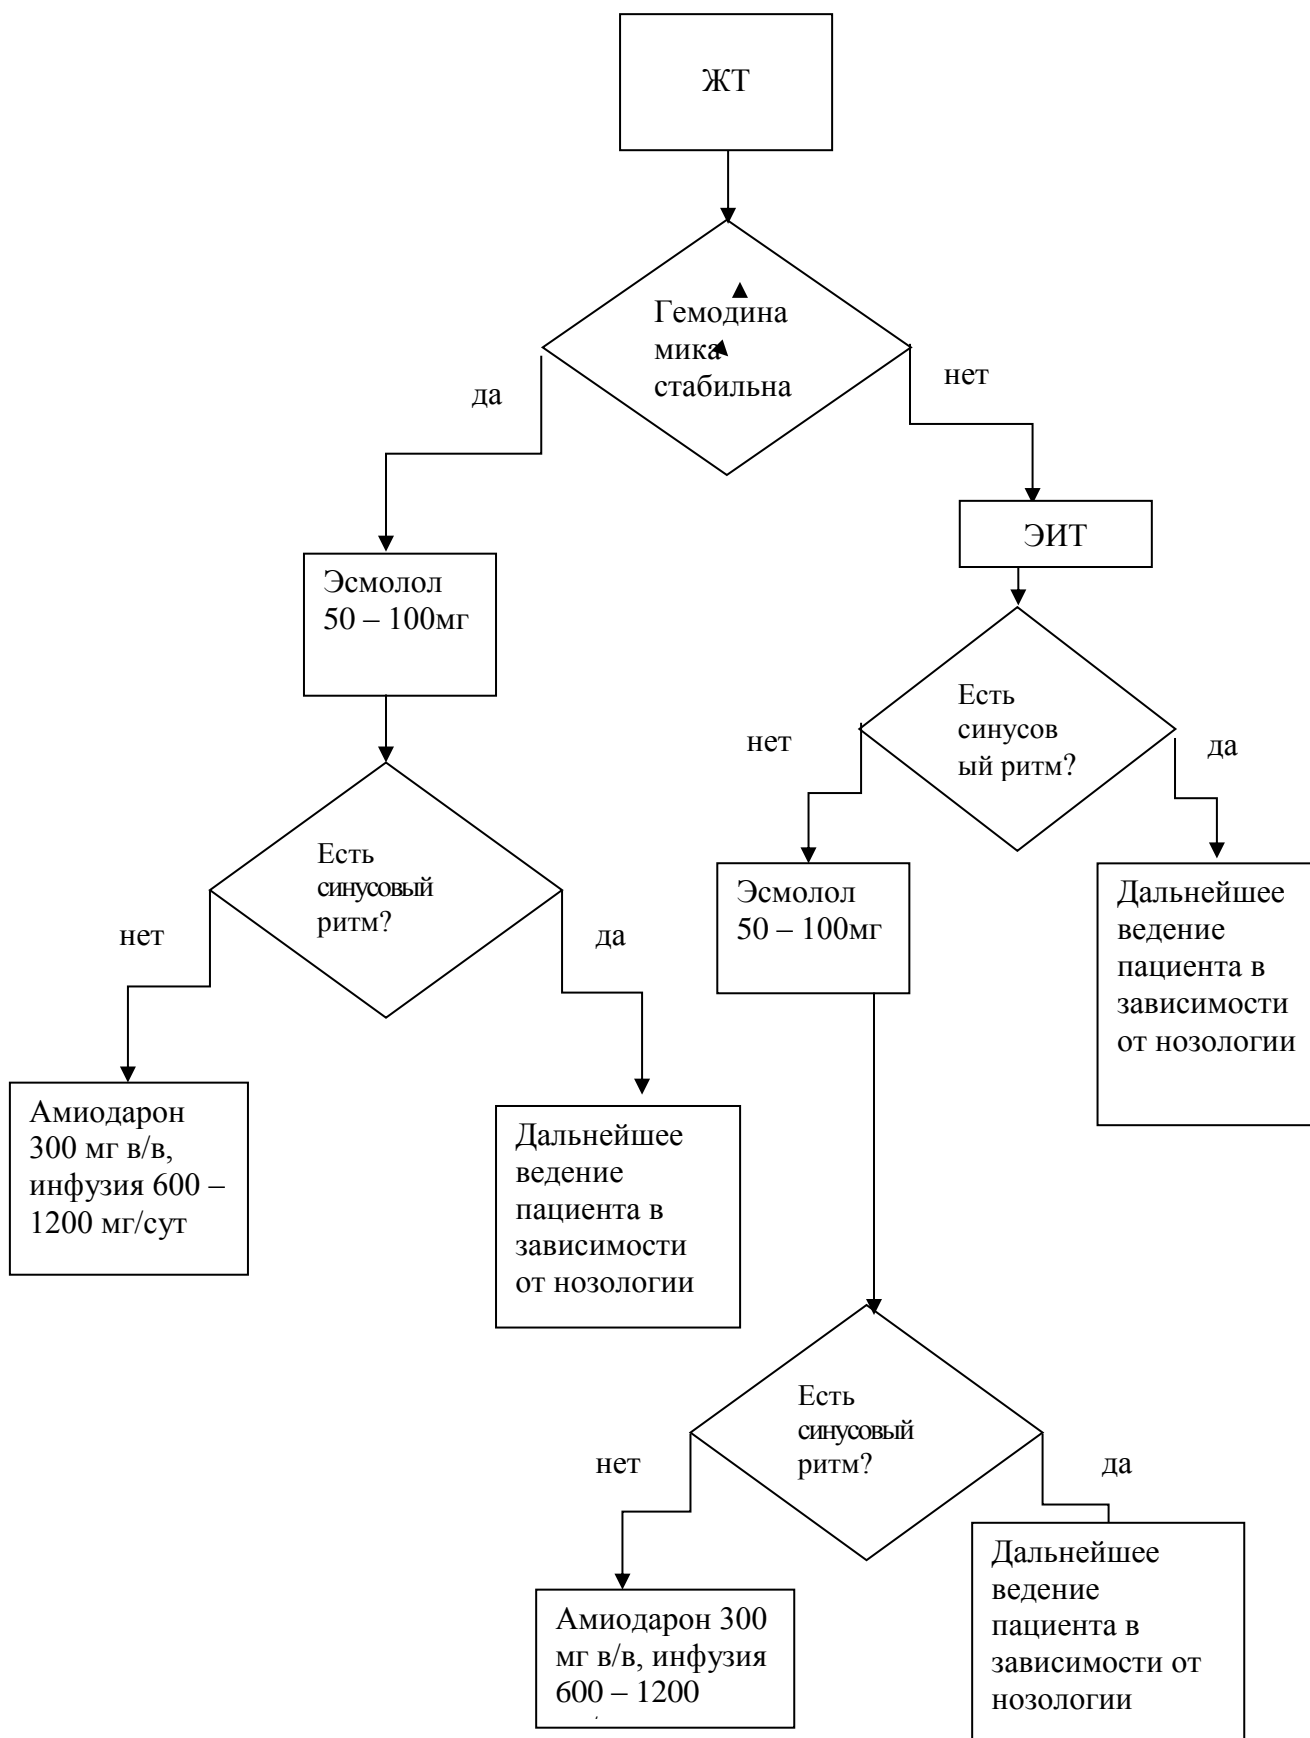 ЖТ
Гемодина
мика
стабильна
да
нет
ЭИТ
Эсмолол
50 – 100мг
Есть
синусов
ый ритм?
нет
да
Есть
синусовый
ритм?
нет
да
Эсмолол
50 – 100мг
Дальнейшее
ведение
пациента в
зависимости
от нозологии
Амиодарон
300 мг в/в,
инфузия 600 –
1200 мг/сут
Дальнейшее
ведение
пациента в
зависимости
от нозологии
Есть
синусовый
ритм?
нет
да
Амиодарон 300
мг в/в, инфузия
600 – 1200
Дальнейшее
ведение
пациента в
зависимости от
нозологии